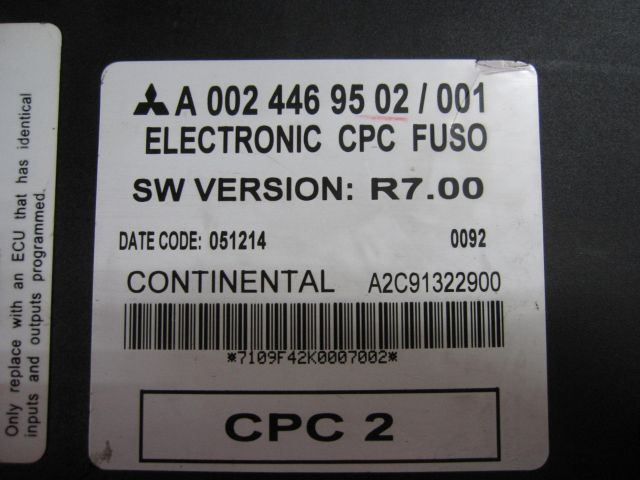 A 002 446 95 02 / 001
ELECTRONIC CPC FUSO
SW VERSION: R7.00
DATE CODE: 051214 0092
CONTINENTAL A2C91322900
*7109F42K0007002*
CPC 2
Only replace with an ECU that has identical
inputs and outputs programmed.